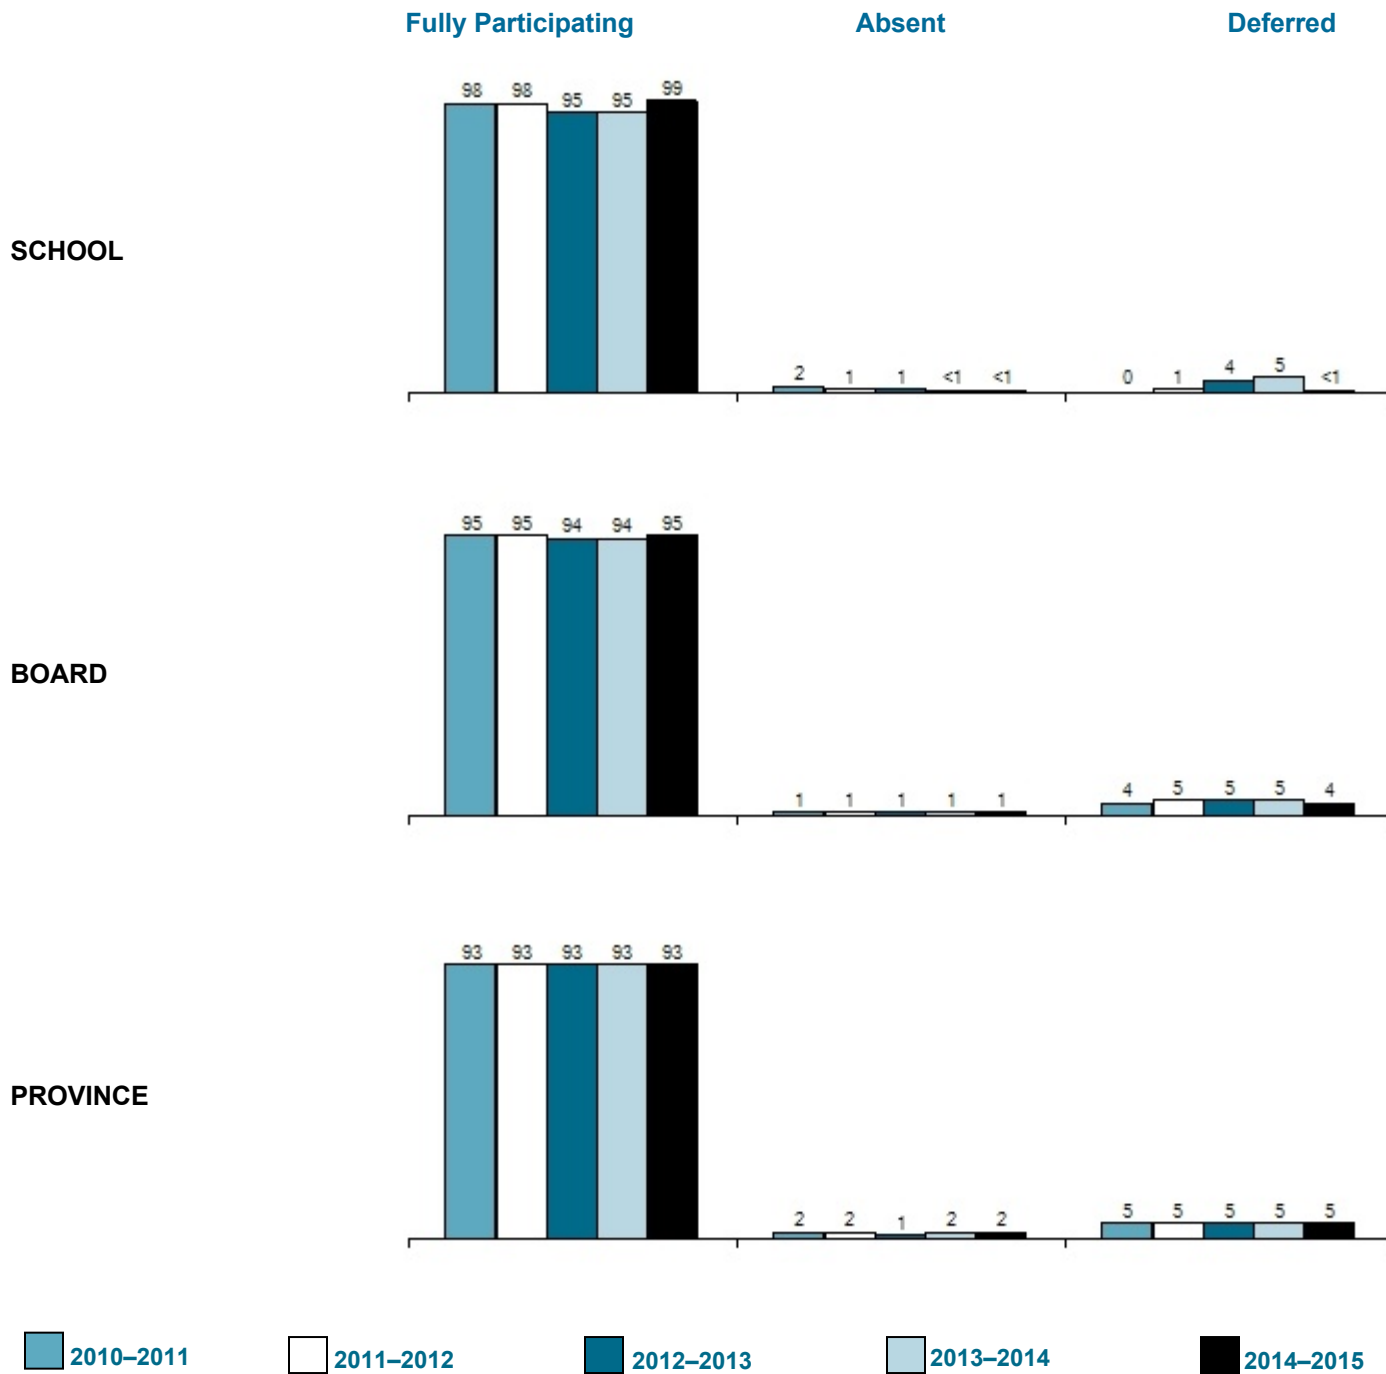 Fully Participating Absent Deferred
98 98 95 95 99
2 1 1 <1 <1
0 1 4 5 <1
SCHOOL
95 95 94 94 95
1 1 1 1 1
4 5 5 5 4
BOARD
93 93 93 93 93
2 2 1 2 2
5 5 5 5 5
PROVINCE
2010–2011 2011–2012 2012–2013 2013–2014 2014–2015